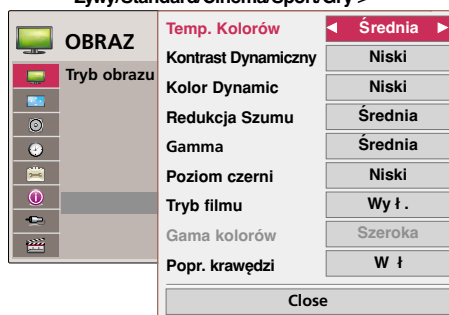 Żywy/Standard/Cinema/Sport/Gry >
OBRAZ
Tryb obrazu
Temp. Kolorów Średnia
Kontrast Dynamiczny Niski
Kolor Dynamic Niski
Redukcja Szumu Średnia
Gamma Średnia
Poziom czerni Niski
Tryb filmu Wy ł .
Gama kolorów Szeroka
Popr. krawędzi W ł
Close